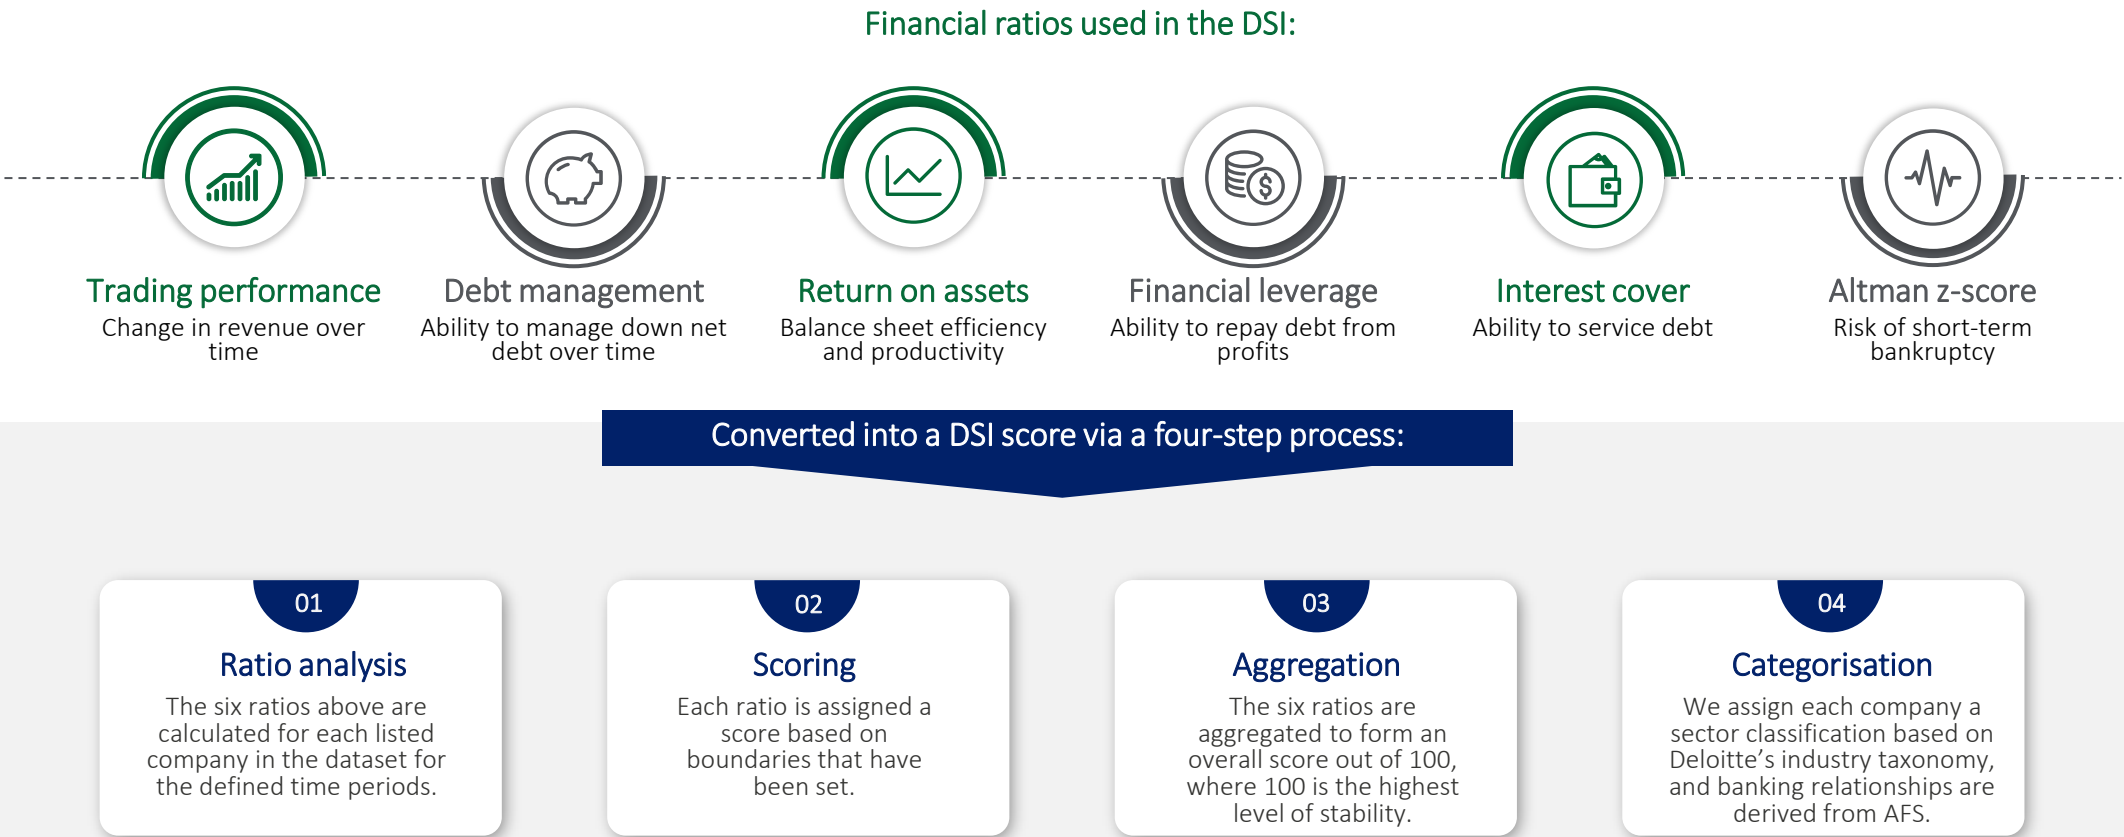 Financial ratios used in the DSI:
$
Trading performance
Change in revenue over
time
Debt management
Ability to manage down net
debt over time
Return on assets
Balance sheet efficiency
and productivity
Financial leverage
Ability to repay debt from
profits
Interest cover
Ability to service debt
Altman z-score
Risk of short-term
bankruptcy
Converted into a DSI score via a four-step process:
01
Ratio analysis
The six ratios above are
calculated for each listed
company in the dataset for
the defined time periods.
02
Scoring
Each ratio is assigned a
score based on
boundaries that have
been set.
03
Aggregation
The six ratios are
aggregated to form an
overall score out of 100,
where 100 is the highest
level of stability.
04
Categorisation
We assign each company a
sector classification based on
Deloitte’s industry taxonomy,
and banking relationships are
derived from AFS.